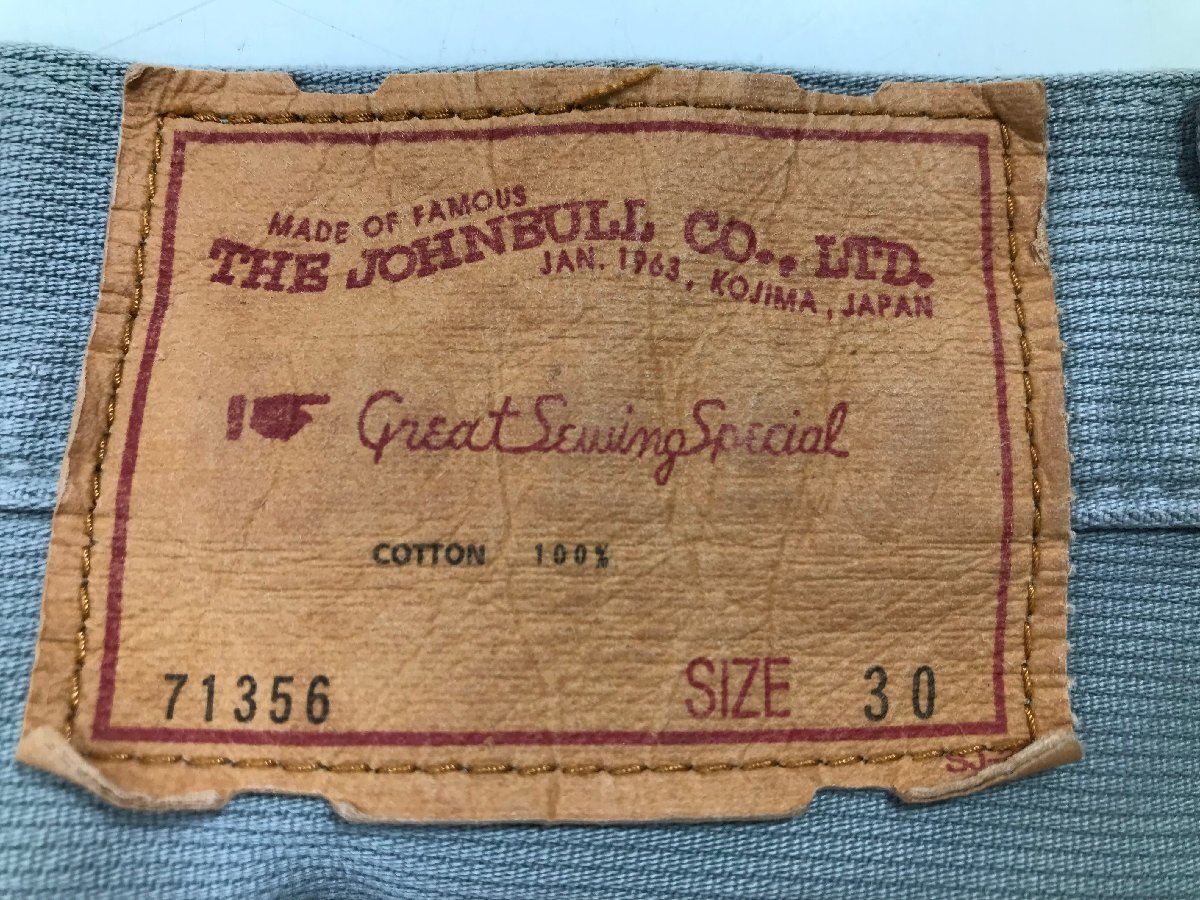 MADE OF FAMOUS
THE JOHNBULL CO., LTD.
JAN. 1963, KOJIMA, JAPAN
Great Sewing Special
COTTON 100%
71356 SIZE 30
SJ-